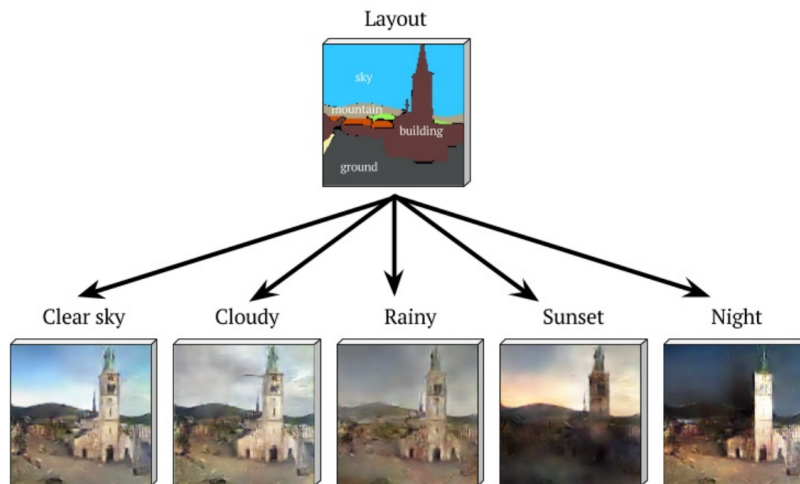 Layout
sky
mountain
building
ground
Clear sky Cloudy Rainy Sunset Night